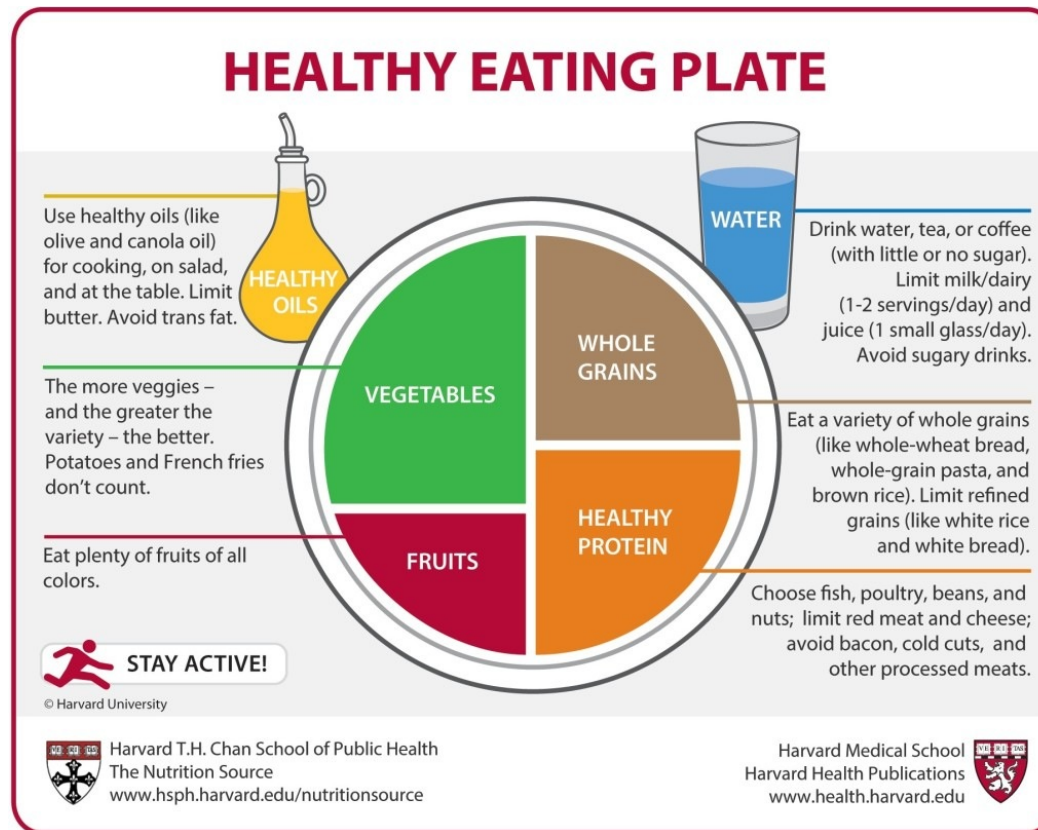 HEALTHY EATING PLATE
Use healthy oils (like
olive and canola oil)
for cooking, on salad,
and at the table. Limit
butter. Avoid trans fat.
HEALTHY
OILS
The more veggies –
and the greater the
variety – the better.
Potatoes and French fries
don’t count.
Eat plenty of fruits of all
colors.
VEGETABLES
FRUITS
WHOLE
GRAINS
HEALTHY
PROTEIN
WATER
Drink water, tea, or coffee
(with little or no sugar).
Limit milk/dairy
(1-2 servings/day) and
juice (1 small glass/day).
Avoid sugary drinks.
Eat a variety of whole grains
(like whole-wheat bread,
whole-grain pasta, and
brown rice). Limit refined
grains (like white rice
and white bread).
Choose fish, poultry, beans, and
nuts; limit red meat and cheese;
avoid bacon, cold cuts, and
other processed meats.
STAY ACTIVE!
© Harvard University
Harvard T.H. Chan School of Public Health
The Nutrition Source
www.hsph.harvard.edu/nutritionsource
Harvard Medical School
Harvard Health Publications
www.health.harvard.edu
VE RI TAS